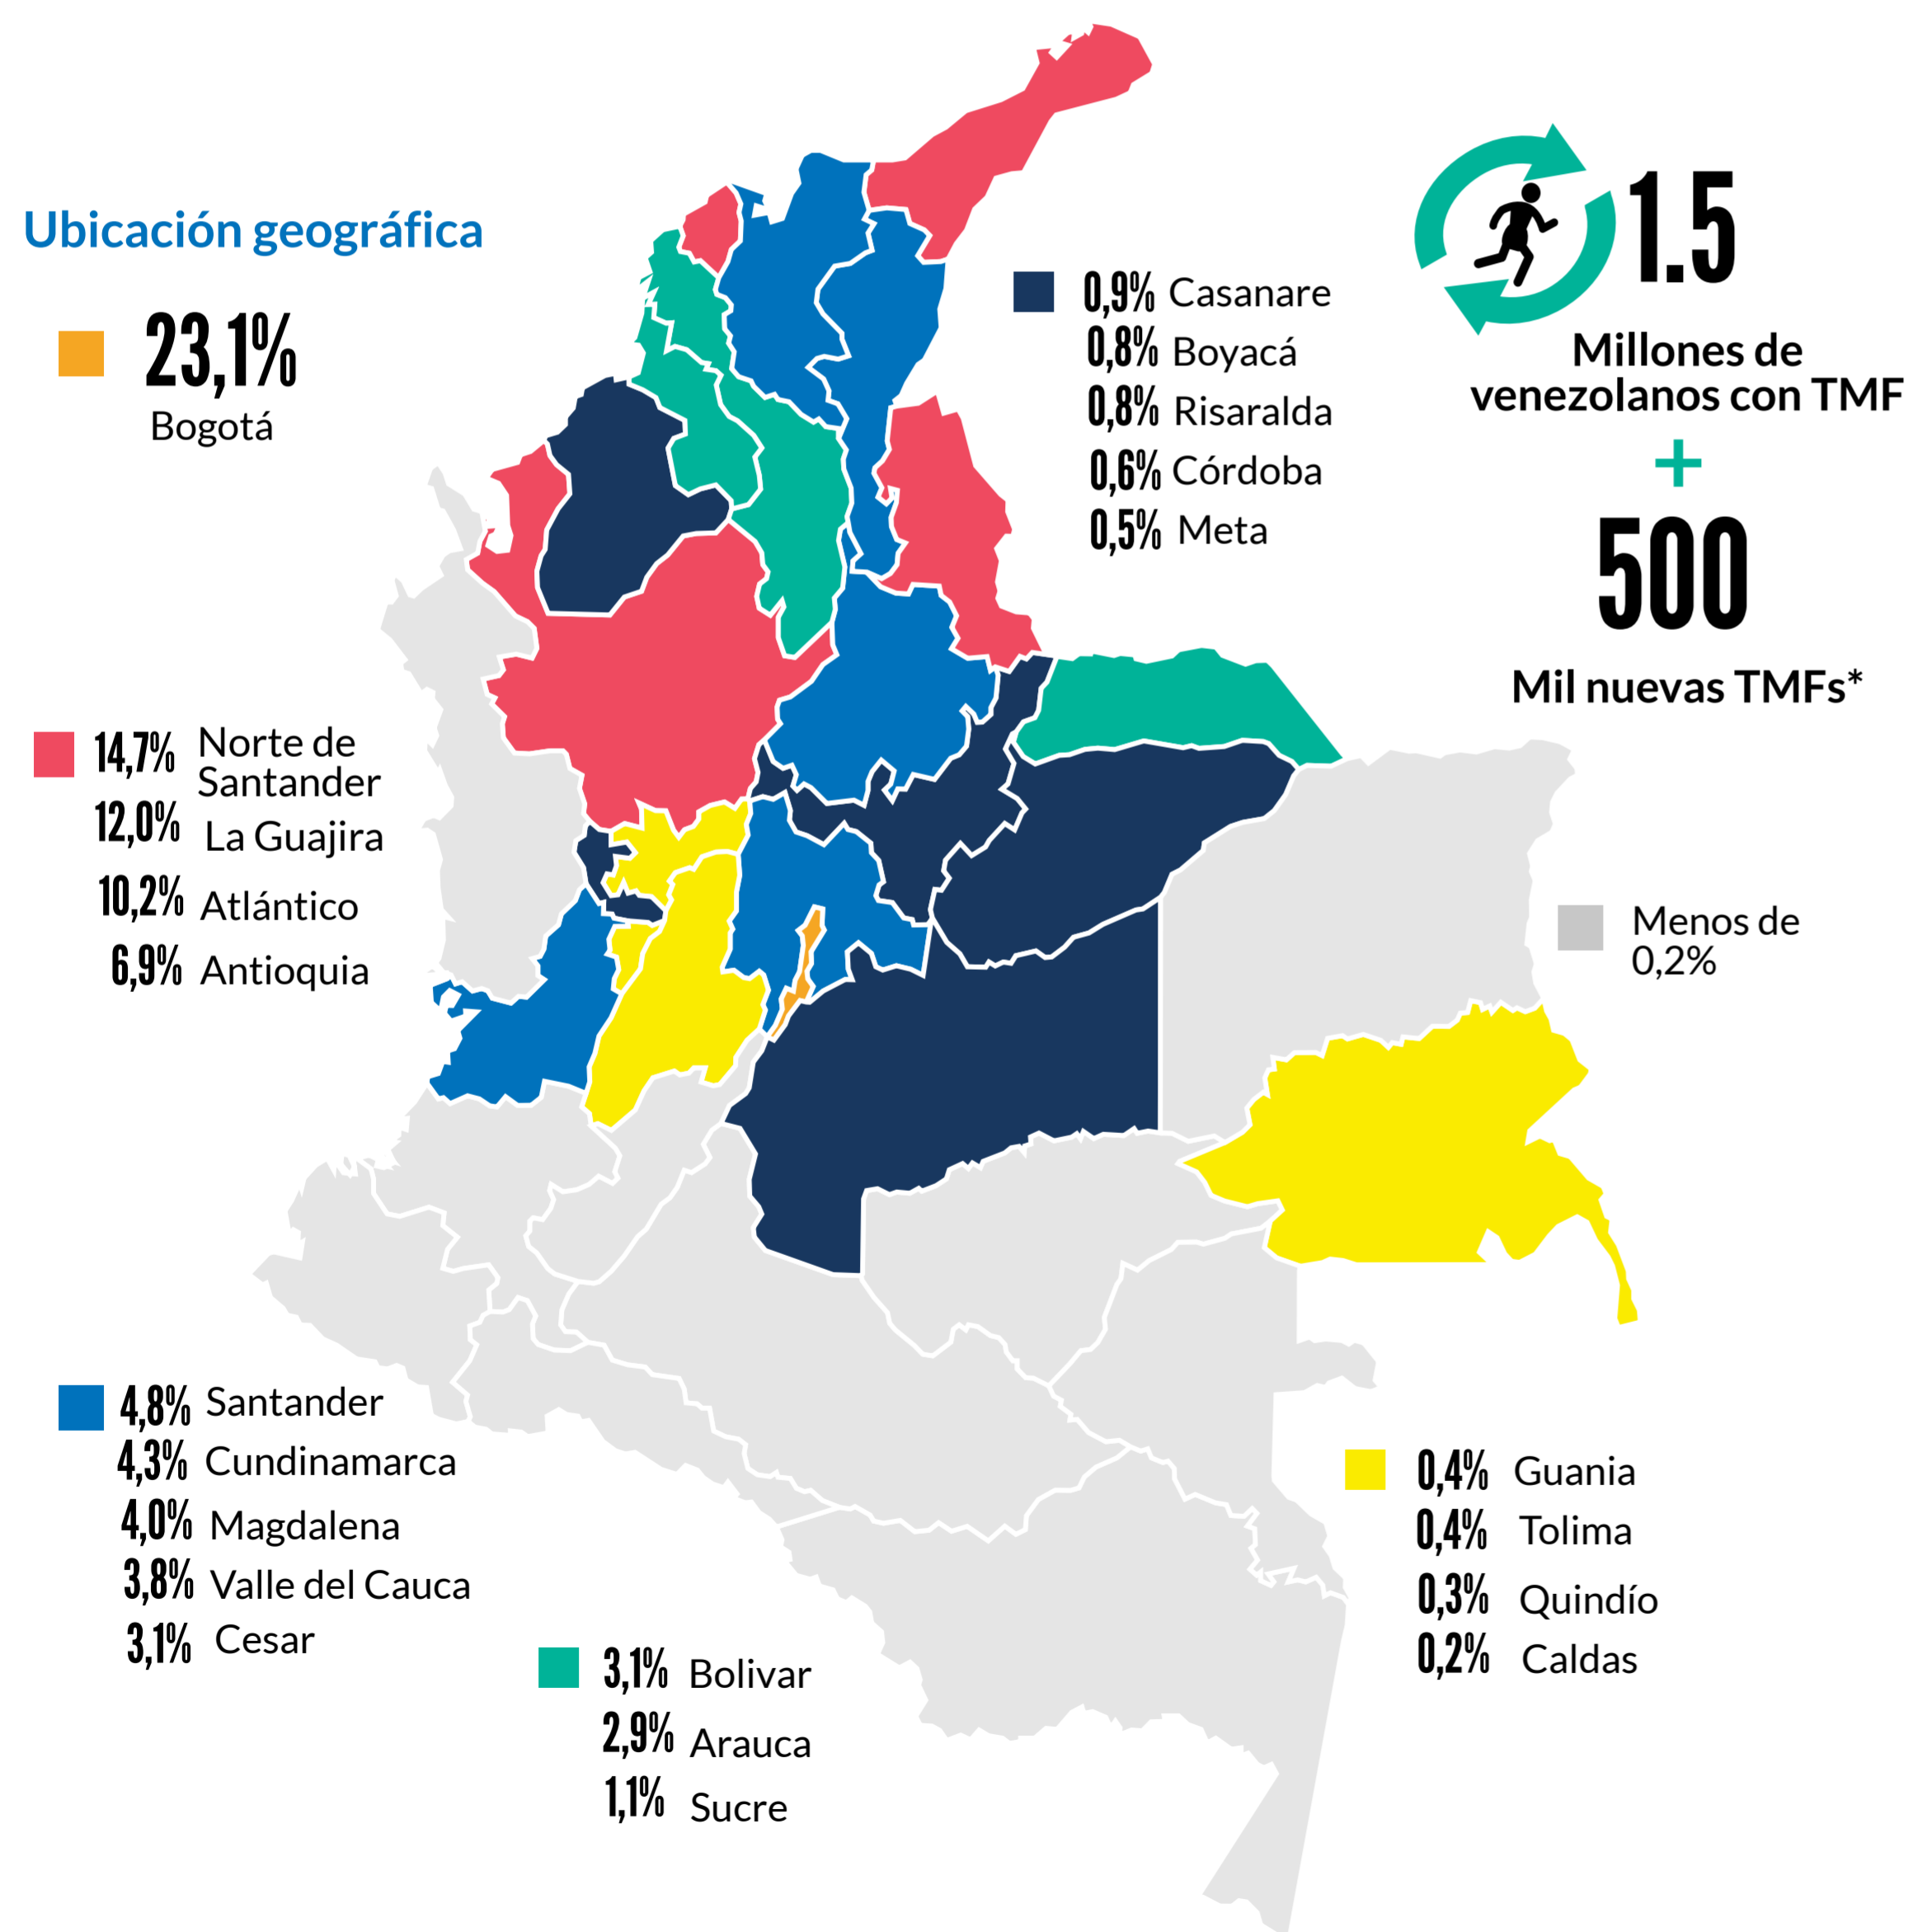 Ubicación geográfica
23,1%
Bogotá
14,7% Norte de
Santander
12,0% La Guajira
10,2% Atlántico
6,9% Antioquia
4,8% Santander
4,3% Cundinamarca
4,0% Magdalena
3,8% Valle del Cauca
3,1% Cesar
3,1% Bolivar
2,9% Arauca
1,1% Sucre
0,9% Casanare
0,8% Boyacá
0,8% Risaralda
0,6% Córdoba
0,5% Meta
1.5
Millones de
venezolanos con TMF
+
500
Mil nuevas TMFs*
Menos de
0,2%
0,4% Guania
0,4% Tolima
0,3% Quindío
0,2% Caldas